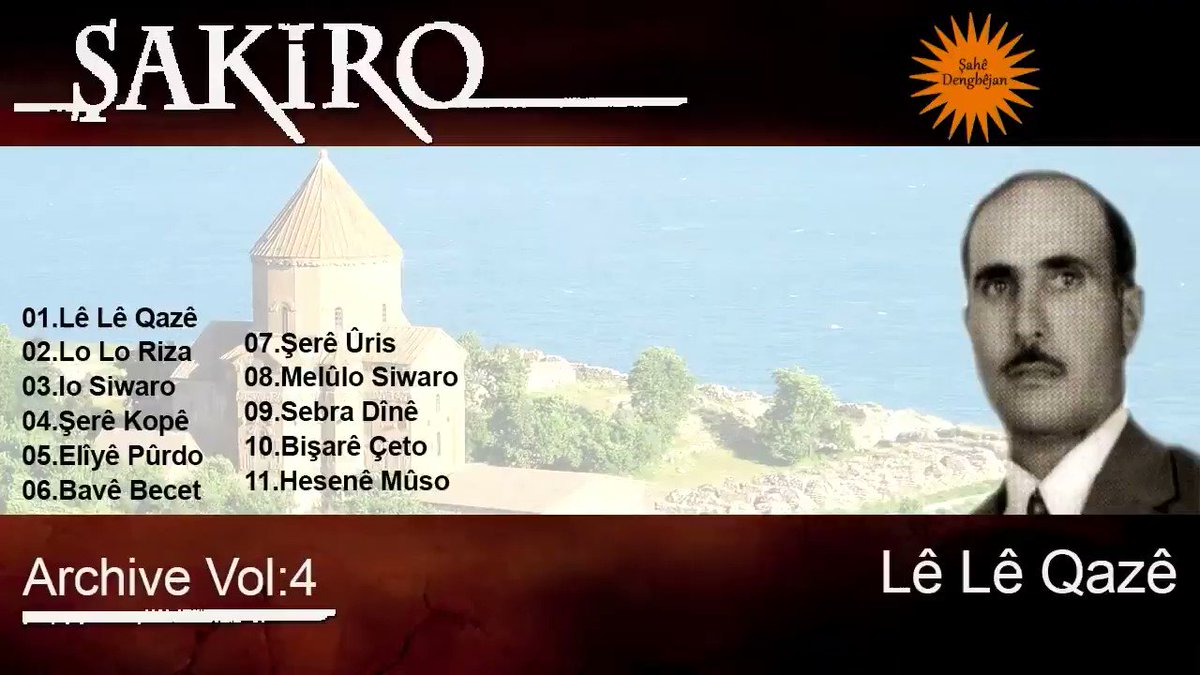 ŞAKİRO
Şahê
Dengbêjan
01.Lê Lê Qazê
02.Lo Lo Riza
03.lo Siwaro
04.Şerê Kopê
05.Elîyê Pûrdo
06.Bavê Becet
07.Şerê Ûris
08.Melûlo Siwaro
09.Sebra Dînê
10.Bişarê Çeto
11.Hesenê Mûso
Archive Vol:4
Lê Lê Qazê